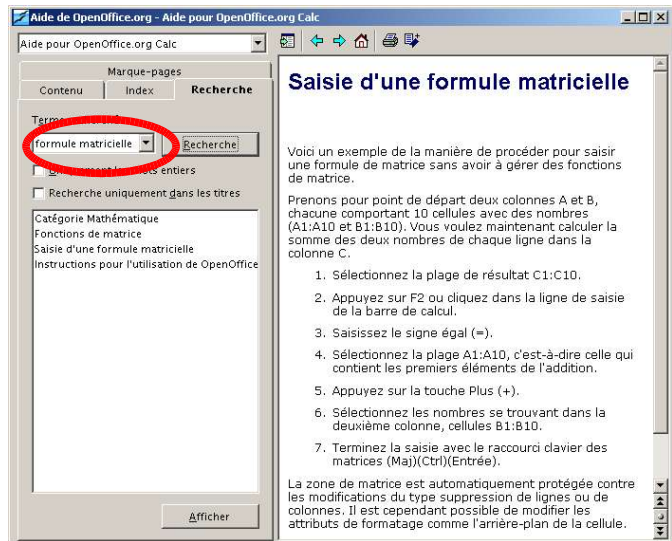 Aide de OpenOffice.org - Aide pour OpenOffice.org Calc
Aide pour OpenOffice.org Calc
Marque-pages
Contenu
Index
Recherche
formule matricielle
Recherche
entiers
Recherche uniquement dans les titres
Catégorie Mathématique
Fonctions de matrice
Saisie d'une formule matricielle
Instructions pour l'utilisation de OpenOffice
Afficher
Saisie d'une formule matricielle
Voici un exemple de la manière de procéder pour saisir
une formule de matrice sans avoir à gérer des fonctions
de matrice.
Prenons pour point de départ deux colonnes A et B,
chacune comportant 10 cellules avec des nombres
(A1:A10 et B1:B10). Vous voulez maintenant calculer la
somme des deux nombres de chaque ligne dans la
colonne C.
1. Sélectionnez la plage de résultat C1:C10.
2. Appuyez sur F2 ou cliquez dans la ligne de saisie
de la barre de calcul.
3. Saisissez le signe égal (=).
4. Sélectionnez la plage A1:A10, c'est-à-dire celle qui
contient les premiers éléments de l'addition.
5. Appuyez sur la touche Plus (+).
6. Sélectionnez les nombres se trouvant dans la
deuxième colonne, cellules B1:B10.
7. Terminez la saisie avec le raccourci clavier des
matrices (Maj)(Ctrl)(Entrée).
La zone de matrice est automatiquement protégée contre
les modifications du type suppression de lignes ou de
colonnes. Il est cependant possible de modifier les
attributs de formatage comme l'arrière-plan de la cellule.